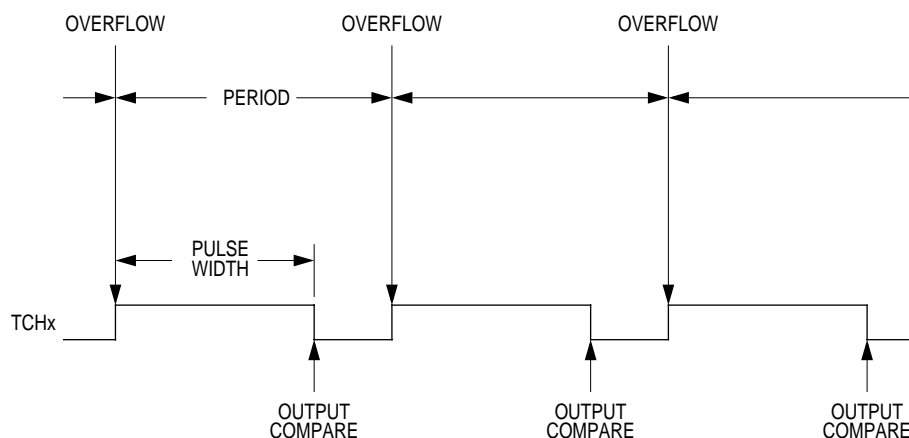 OVERFLOW
OVERFLOW
OVERFLOW
PERIOD
PULSE
WIDTH
TCHx
OUTPUT
COMPARE
OUTPUT
COMPARE
OUTPUT
COMPARE